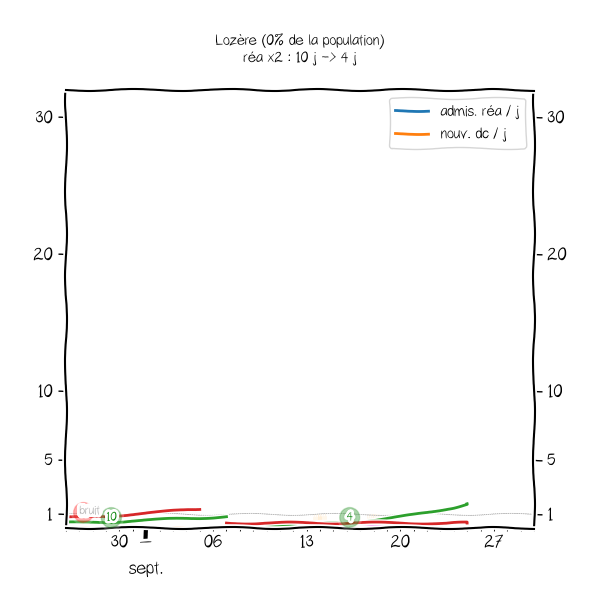 Lozère (0% de la population)
réa x2 : 10 j -> 4 j
admis. réa / j
nouv. dc / j
30 30
20 20
10 10
5 5
1 1
bruit 10 4
30 06 13 20 27
sept.